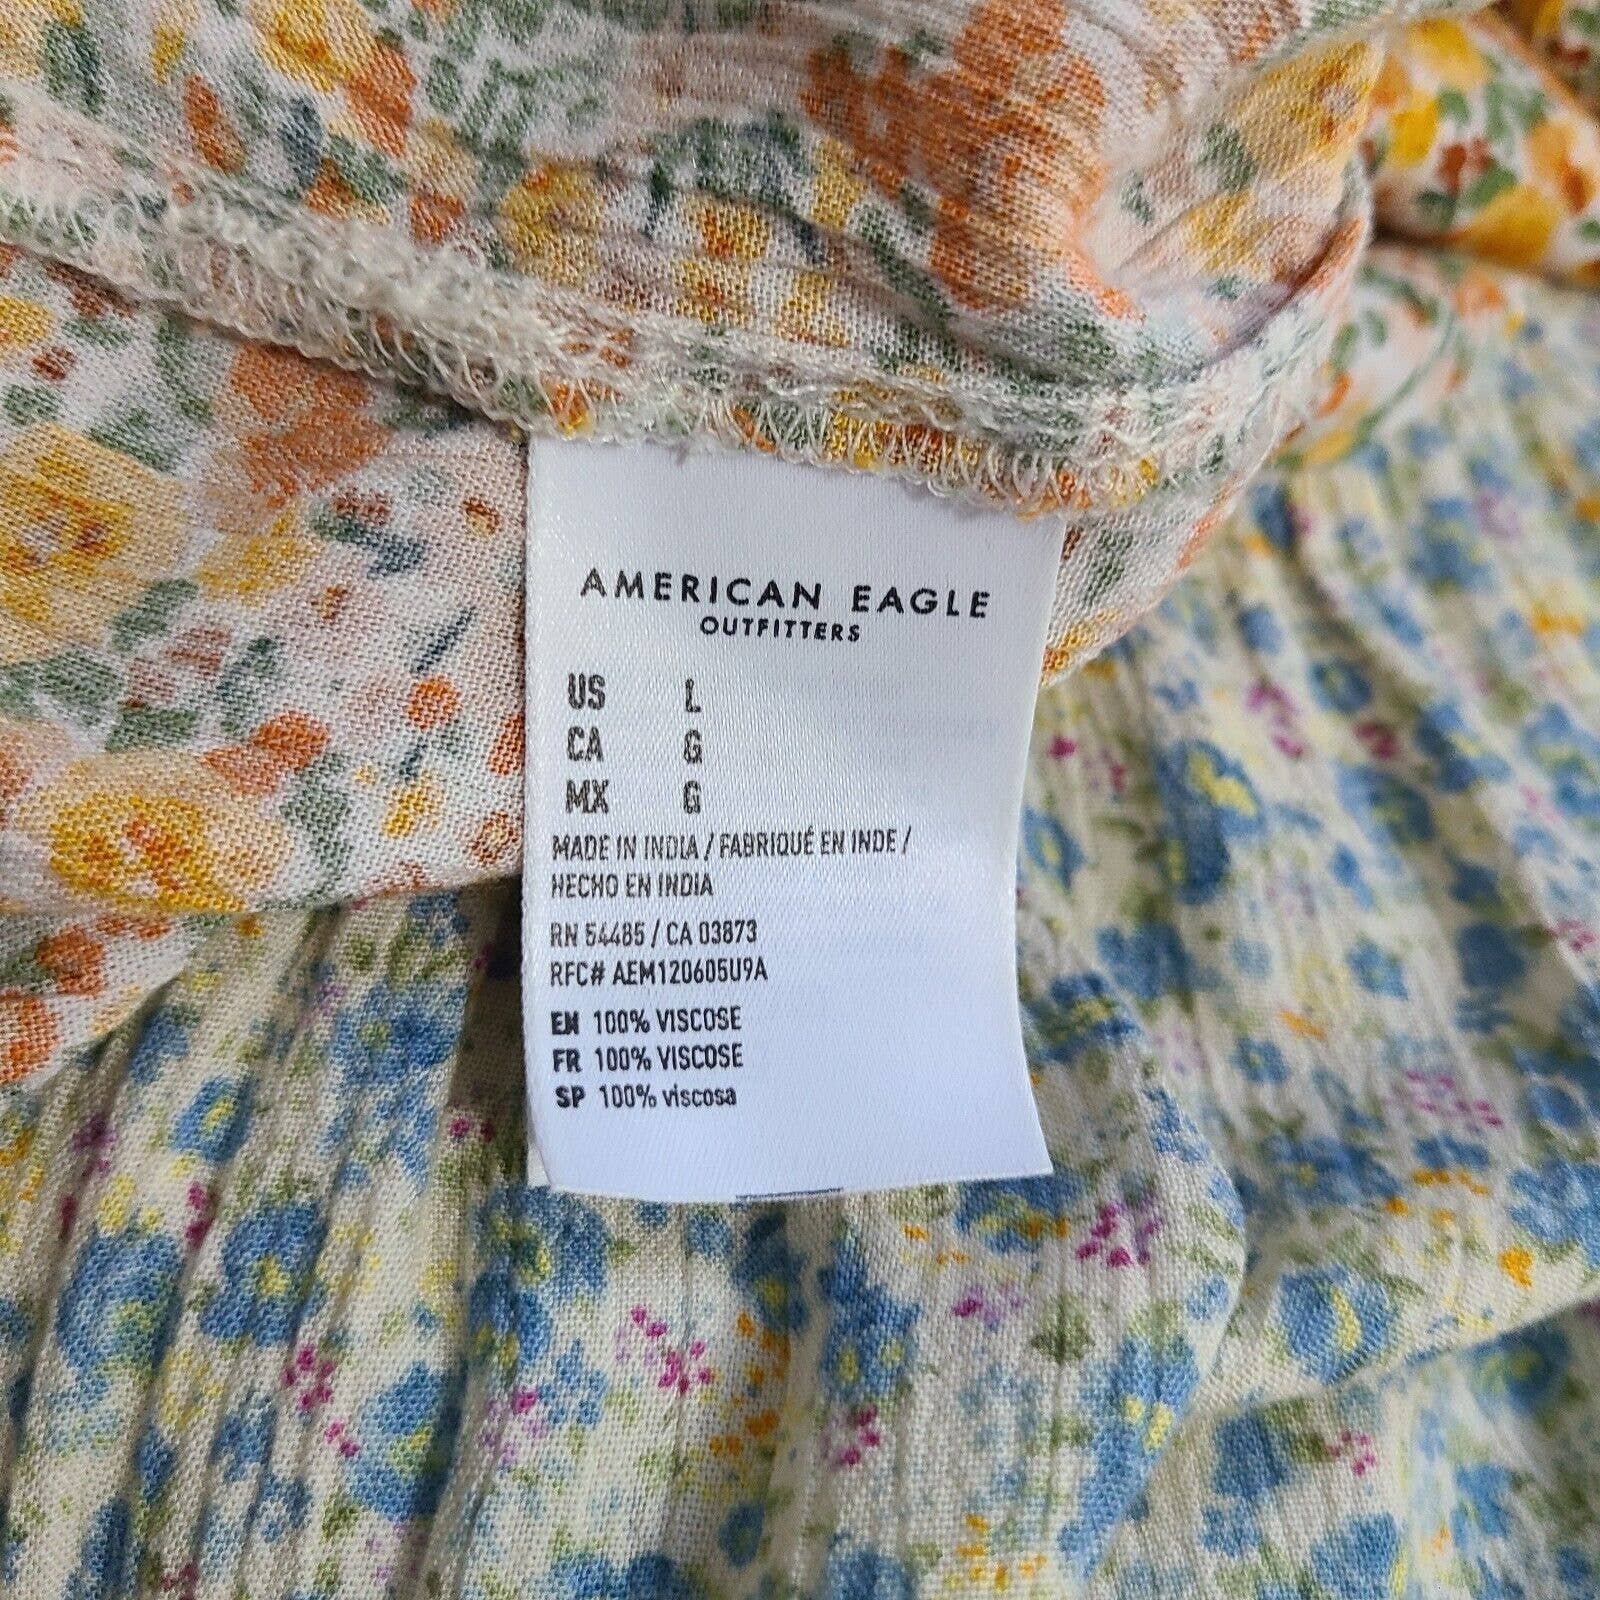 AMERICAN EAGLE
OUTFITTERS
US L
CA G
MX G
MADE IN INDIA / FABRIQUÉ EN INDE /
HECHO EN INDIA
RN 54485 / CA 03873
RFC# AEM120605U9A
EN 100% VISCOSE
FR 100% VISCOSE
SP 100% viscosa